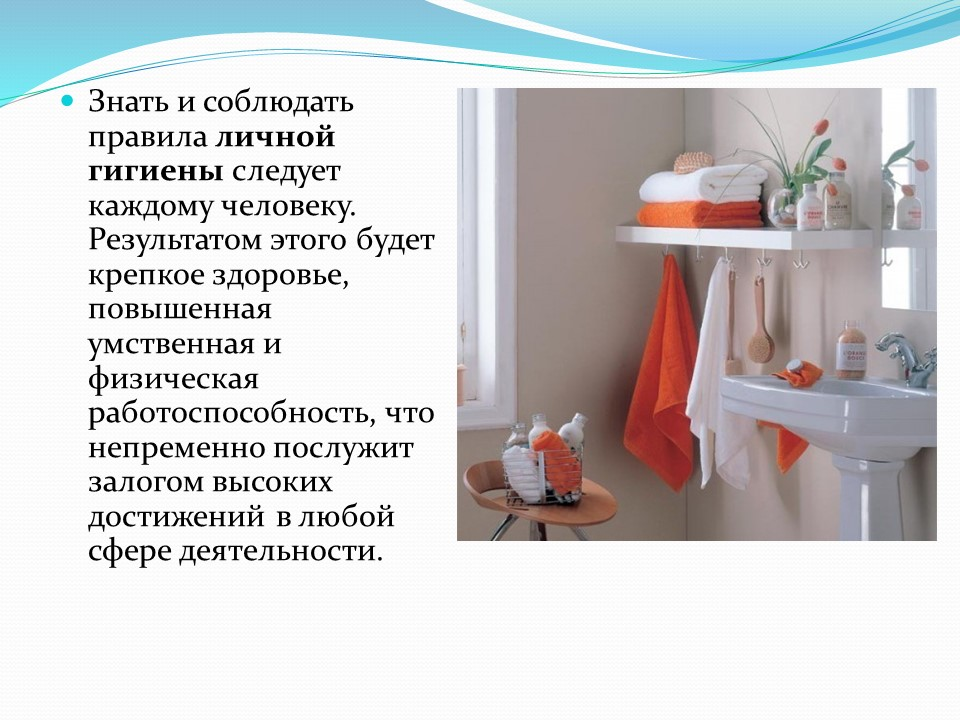 Знать и соблюдать
правила личной
гигиены следует
каждому человеку.
Результатом этого будет
крепкое здоровье,
повышенная
умственная и
физическая
работоспособность, что
непременно послужит
залогом высоких
достижений в любой
сфере деятельности.